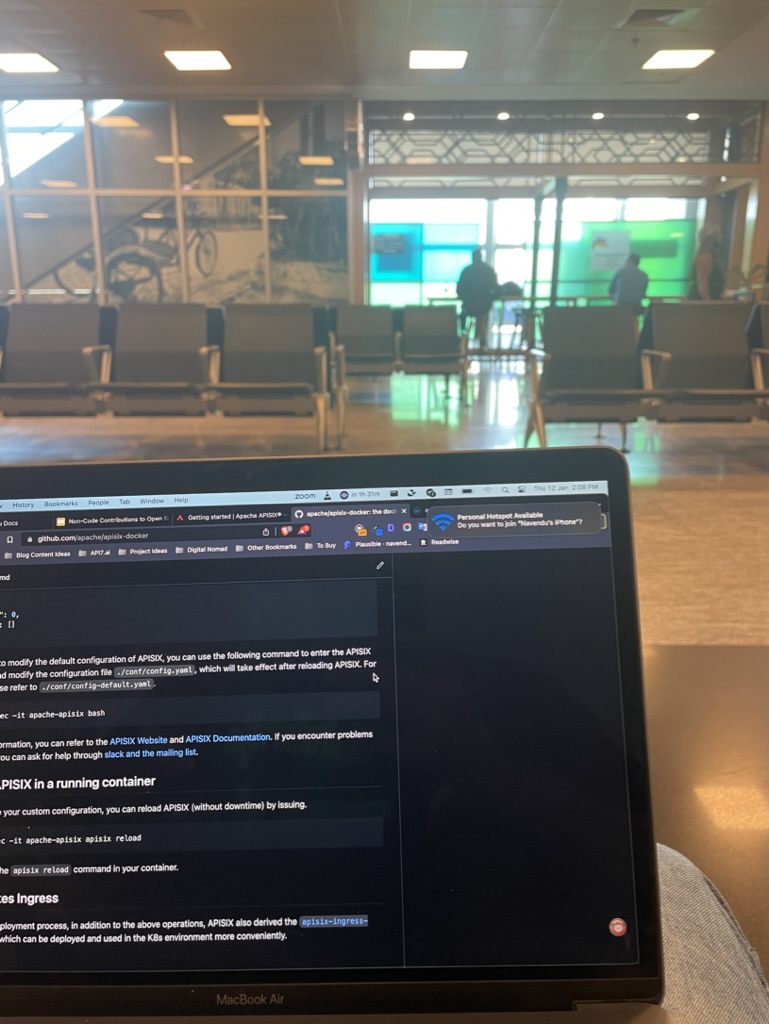 History Bookmarks People Tab Window Help zoom in 1h 31m Thu 12 Jan 2:08 PM
Docs Non-Code Contributions to Open S Getting started | Apache APISIX® apache/apisix-docker: the doc
github.com/apache/apisix-docker
Personal Hotspot Available
Do you want to join "Navendu's iPhone"?
Blog Content Ideas API7.ai Project Ideas Digital Nomad Other Bookmarks To Buy Plausible · navend... Readwise
md
": 0,
: []
to modify the default configuration of APISIX, you can use the following command to enter the APISIX
nd modify the configuration file ./conf/config.yaml, which will take effect after reloading APISIX. For
se refer to ./conf/config-default.yaml.
ec -it apache-apisix bash
ormation, you can refer to the APISIX Website and APISIX Documentation. If you encounter problems
ou can ask for help through slack and the mailing list.
APISIX in a running container
e your custom configuration, you can reload APISIX (without downtime) by issuing.
ec -it apache-apisix apisix reload
he apisix reload command in your container.
tes Ingress
ployment process, in addition to the above operations, APISIX also derived the apisix-ingress-
which can be deployed and used in the K8s environment more conveniently.
MacBook Air